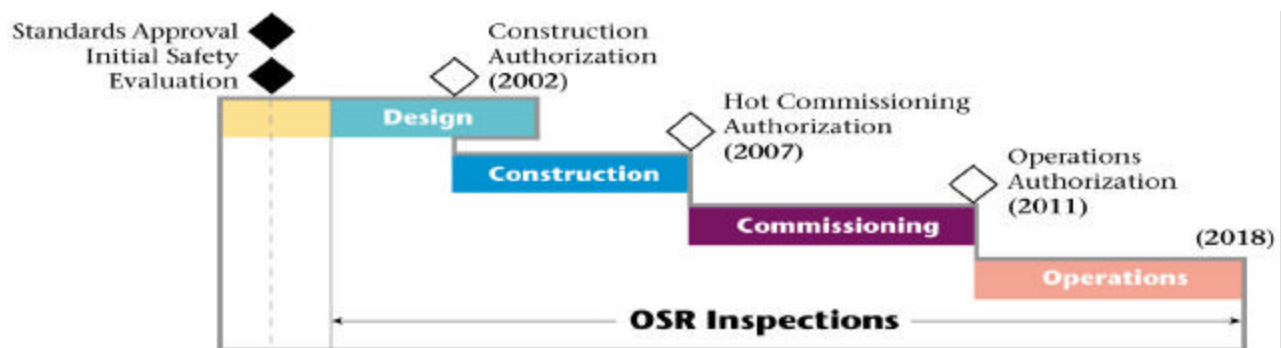 Standards Approval
Initial Safety
Evaluation
Construction
Authorization
(2002)
Design
Hot Commissioning
Authorization
(2007)
Construction
Operations
Authorization
(2011)
Commissioning
(2018)
Operations
OSR Inspections